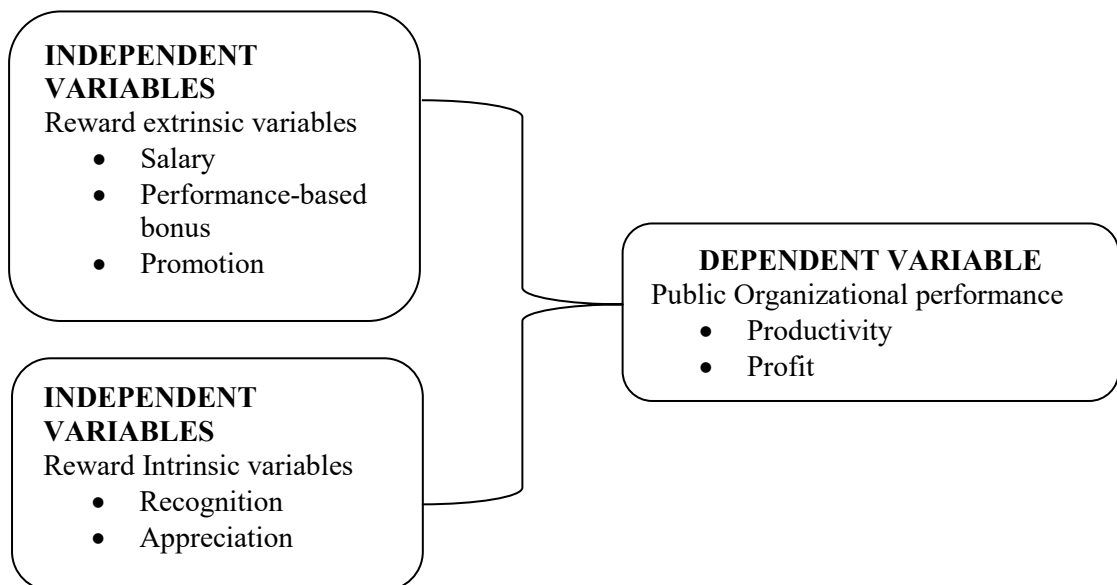 INDEPENDENT
VARIABLES
Reward extrinsic variables
• Salary
• Performance-based
bonus
• Promotion
INDEPENDENT
VARIABLES
Reward Intrinsic variables
• Recognition
• Appreciation
DEPENDENT VARIABLE
Public Organizational performance
• Productivity
• Profit